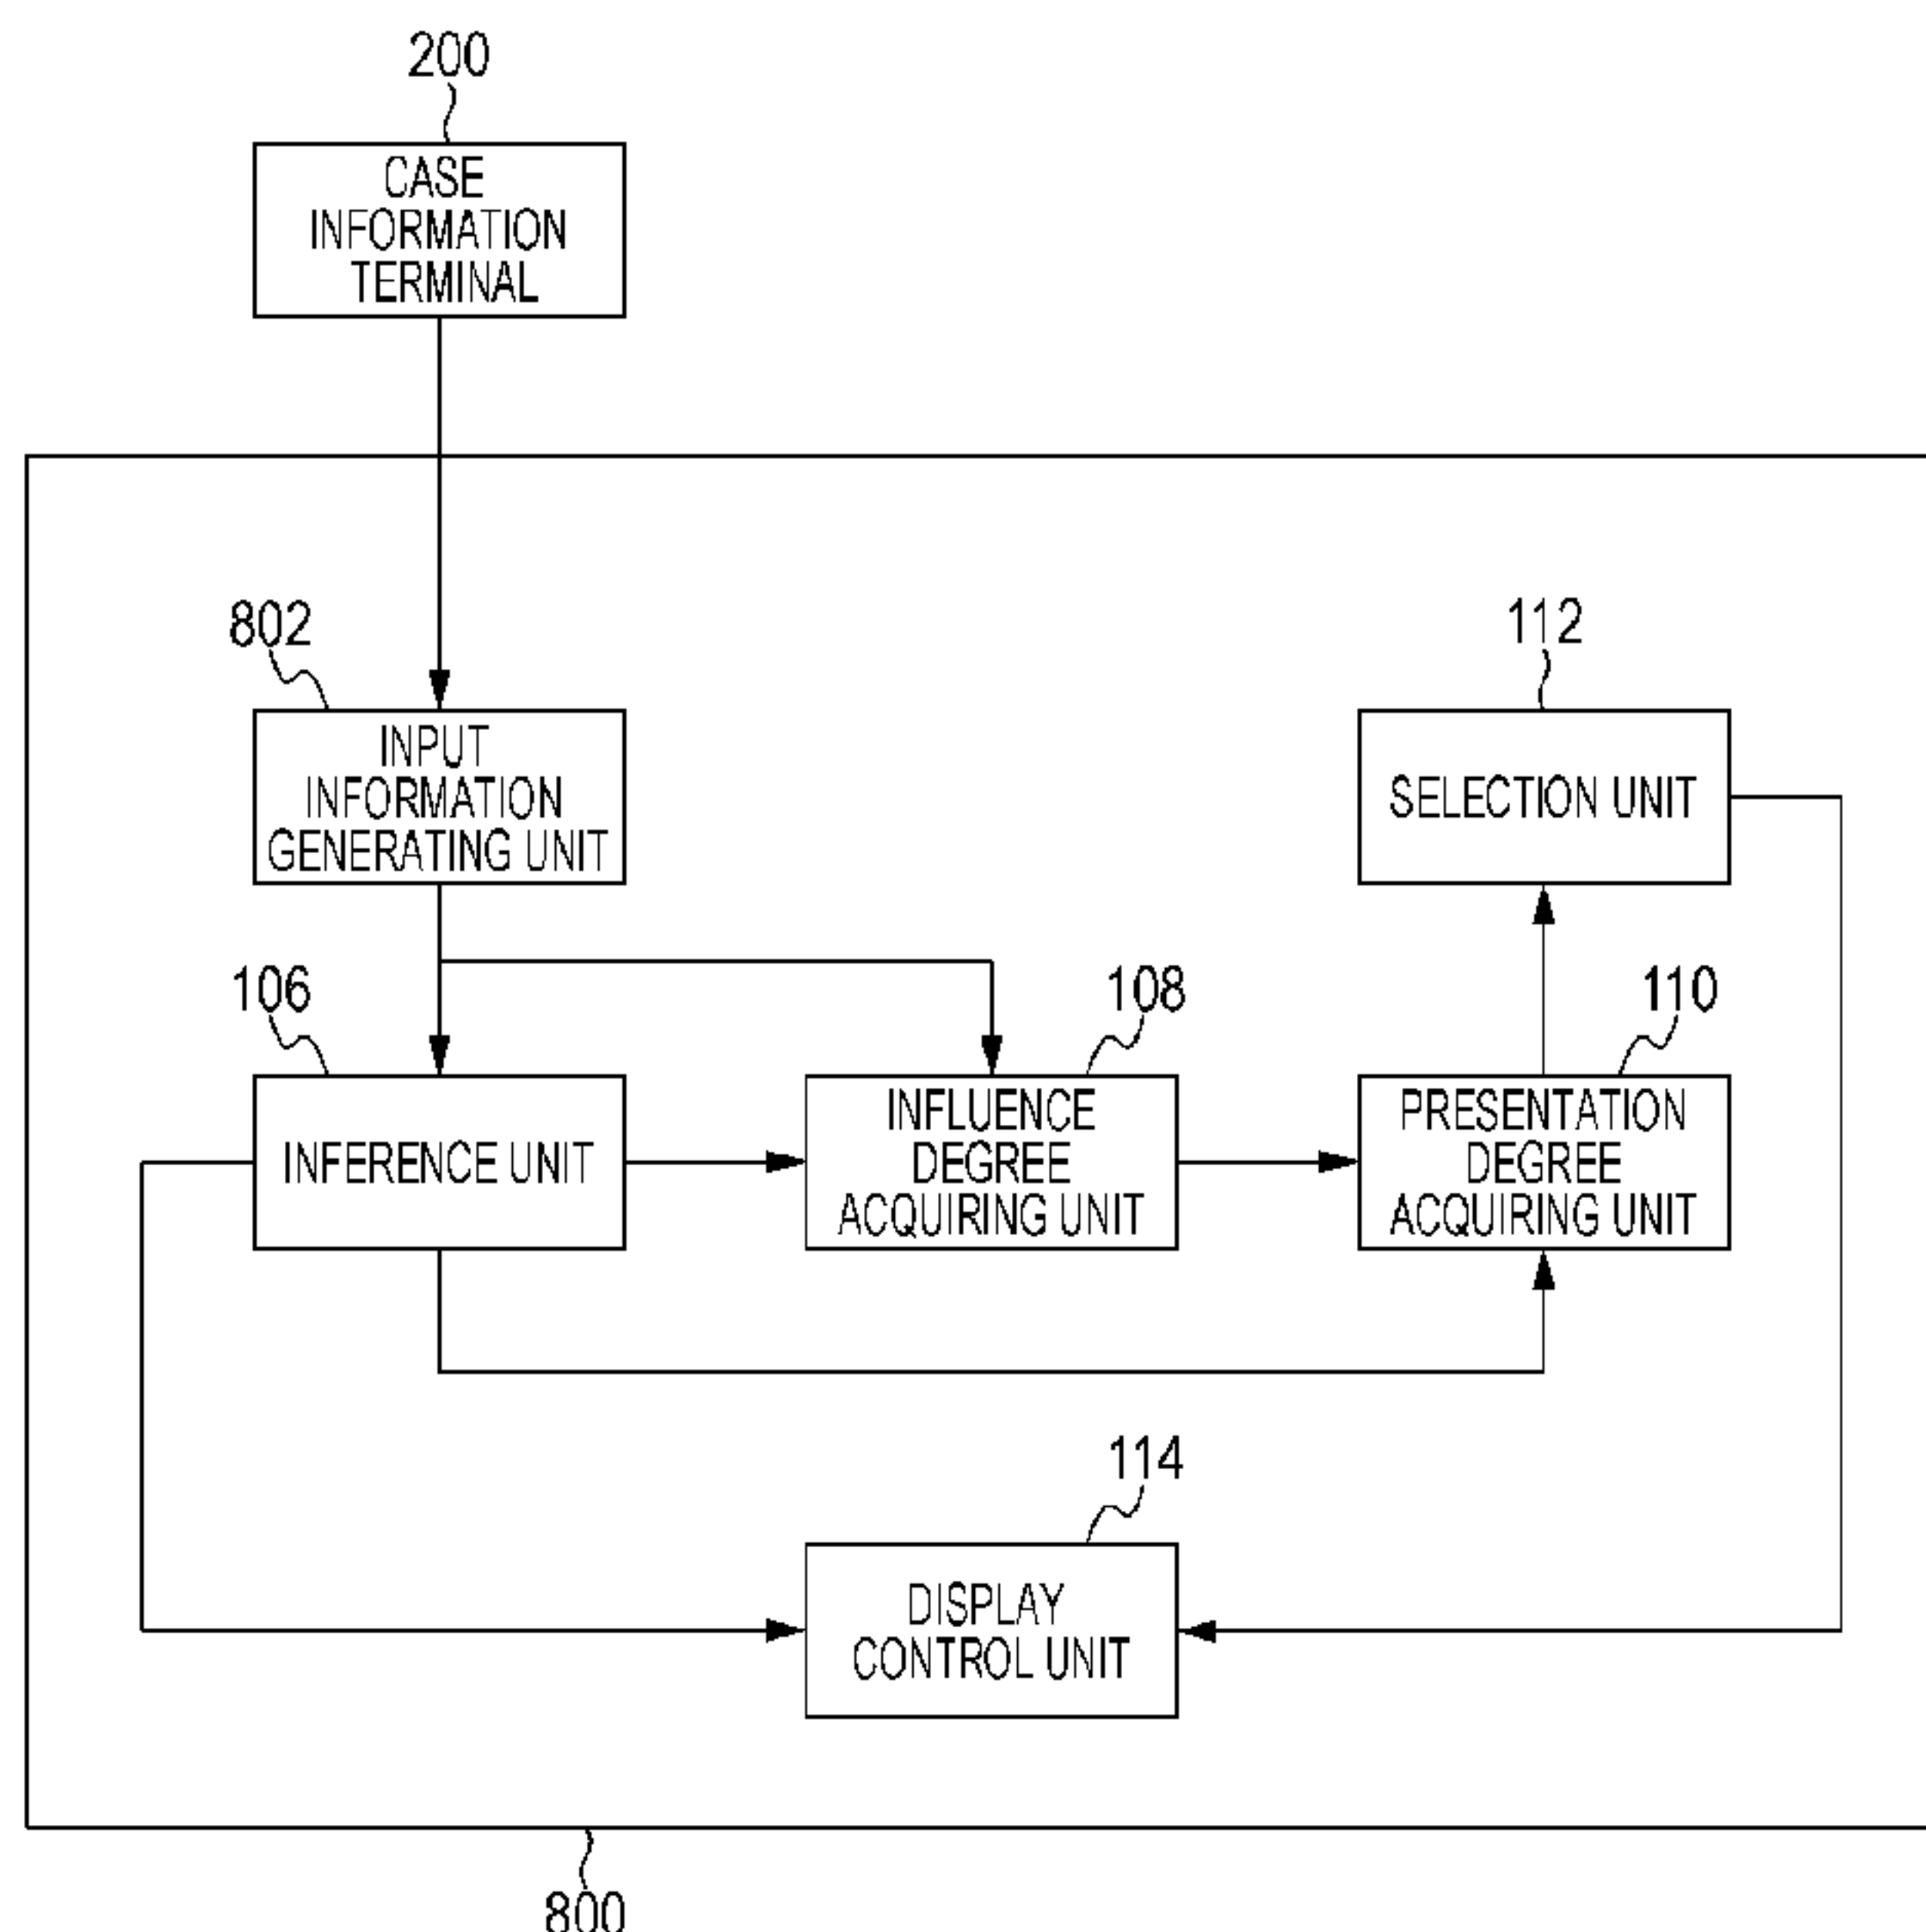 200
CASE
INFORMATION
TERMINAL
802
INPUT
INFORMATION
GENERATING UNIT
112
SELECTION UNIT
106
INFERENCE UNIT
108
INFLUENCE
DEGREE
ACQUIRING UNIT
110
PRESENTATION
DEGREE
ACQUIRING UNIT
114
DISPLAY
CONTROL UNIT
800